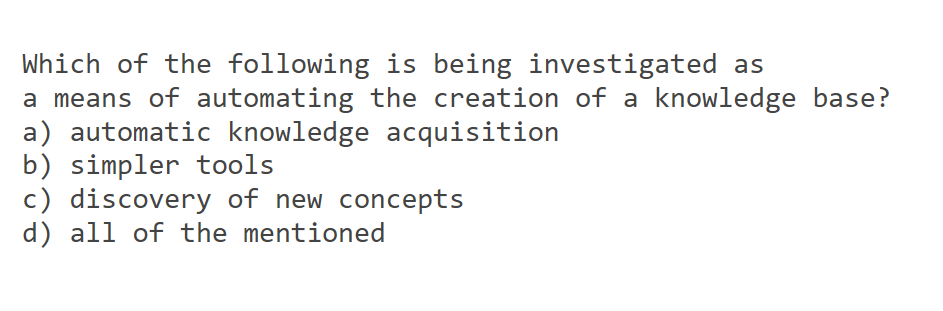 Which of the following is being investigated as
a means of automating the creation of a knowledge base?
a) automatic knowledge acquisition
b) simpler tools
c) discovery of new concepts
d) all of the mentioned